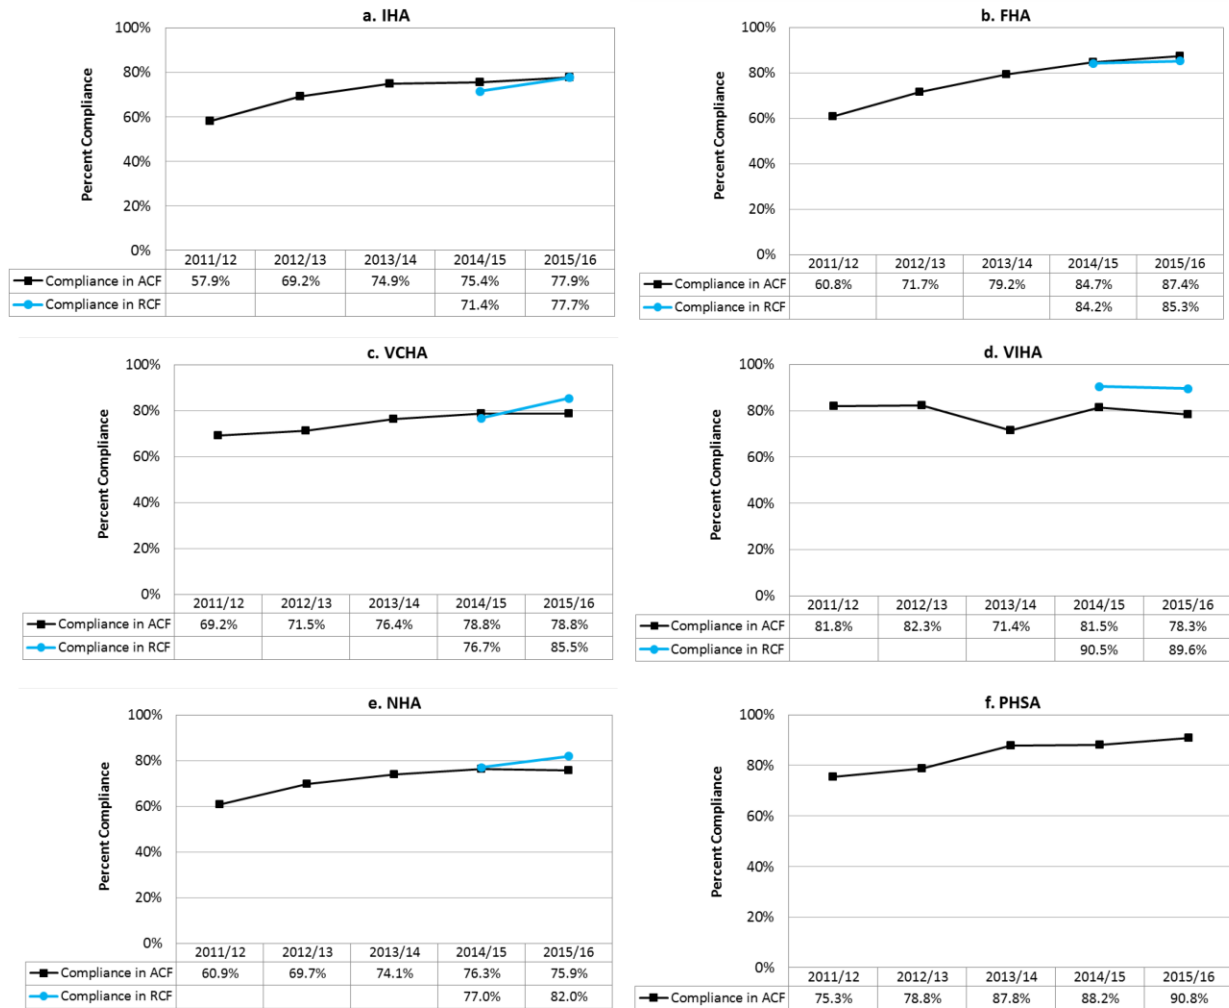 a. IHA
100%
80%
60%
40%
20%
0%
Percent Compliance
2011/12 2012/13 2013/14 2014/15 2015/16
Compliance in ACF 57.9% 69.2% 74.9% 75.4% 77.9%
Compliance in RCF 71.4% 77.7%
b. FHA
100%
80%
60%
40%
20%
0%
Percent Compliance
2011/12 2012/13 2013/14 2014/15 2015/16
Compliance in ACF 60.8% 71.7% 79.2% 84.7% 87.4%
Compliance in RCF 84.2% 85.3%
c. VCHA
100%
80%
60%
40%
20%
0%
Percent Compliance
2011/12 2012/13 2013/14 2014/15 2015/16
Compliance in ACF 69.2% 71.5% 76.4% 78.8% 78.8%
Compliance in RCF 76.7% 85.5%
d. VIHA
100%
80%
60%
40%
20%
0%
Percent Compliance
2011/12 2012/13 2013/14 2014/15 2015/16
Compliance in ACF 81.8% 82.3% 71.4% 81.5% 78.3%
Compliance in RCF 90.5% 89.6%
e. NHA
100%
80%
60%
40%
20%
0%
Percent Compliance
2011/12 2012/13 2013/14 2014/15 2015/16
Compliance in ACF 60.9% 69.7% 74.1% 76.3% 75.9%
Compliance in RCF 77.0% 82.0%
f. PHSA
100%
80%
60%
40%
20%
0%
Percent Compliance
2011/12 2012/13 2013/14 2014/15 2015/16
Compliance in ACF 75.3% 78.8% 87.8% 88.2% 90.8%